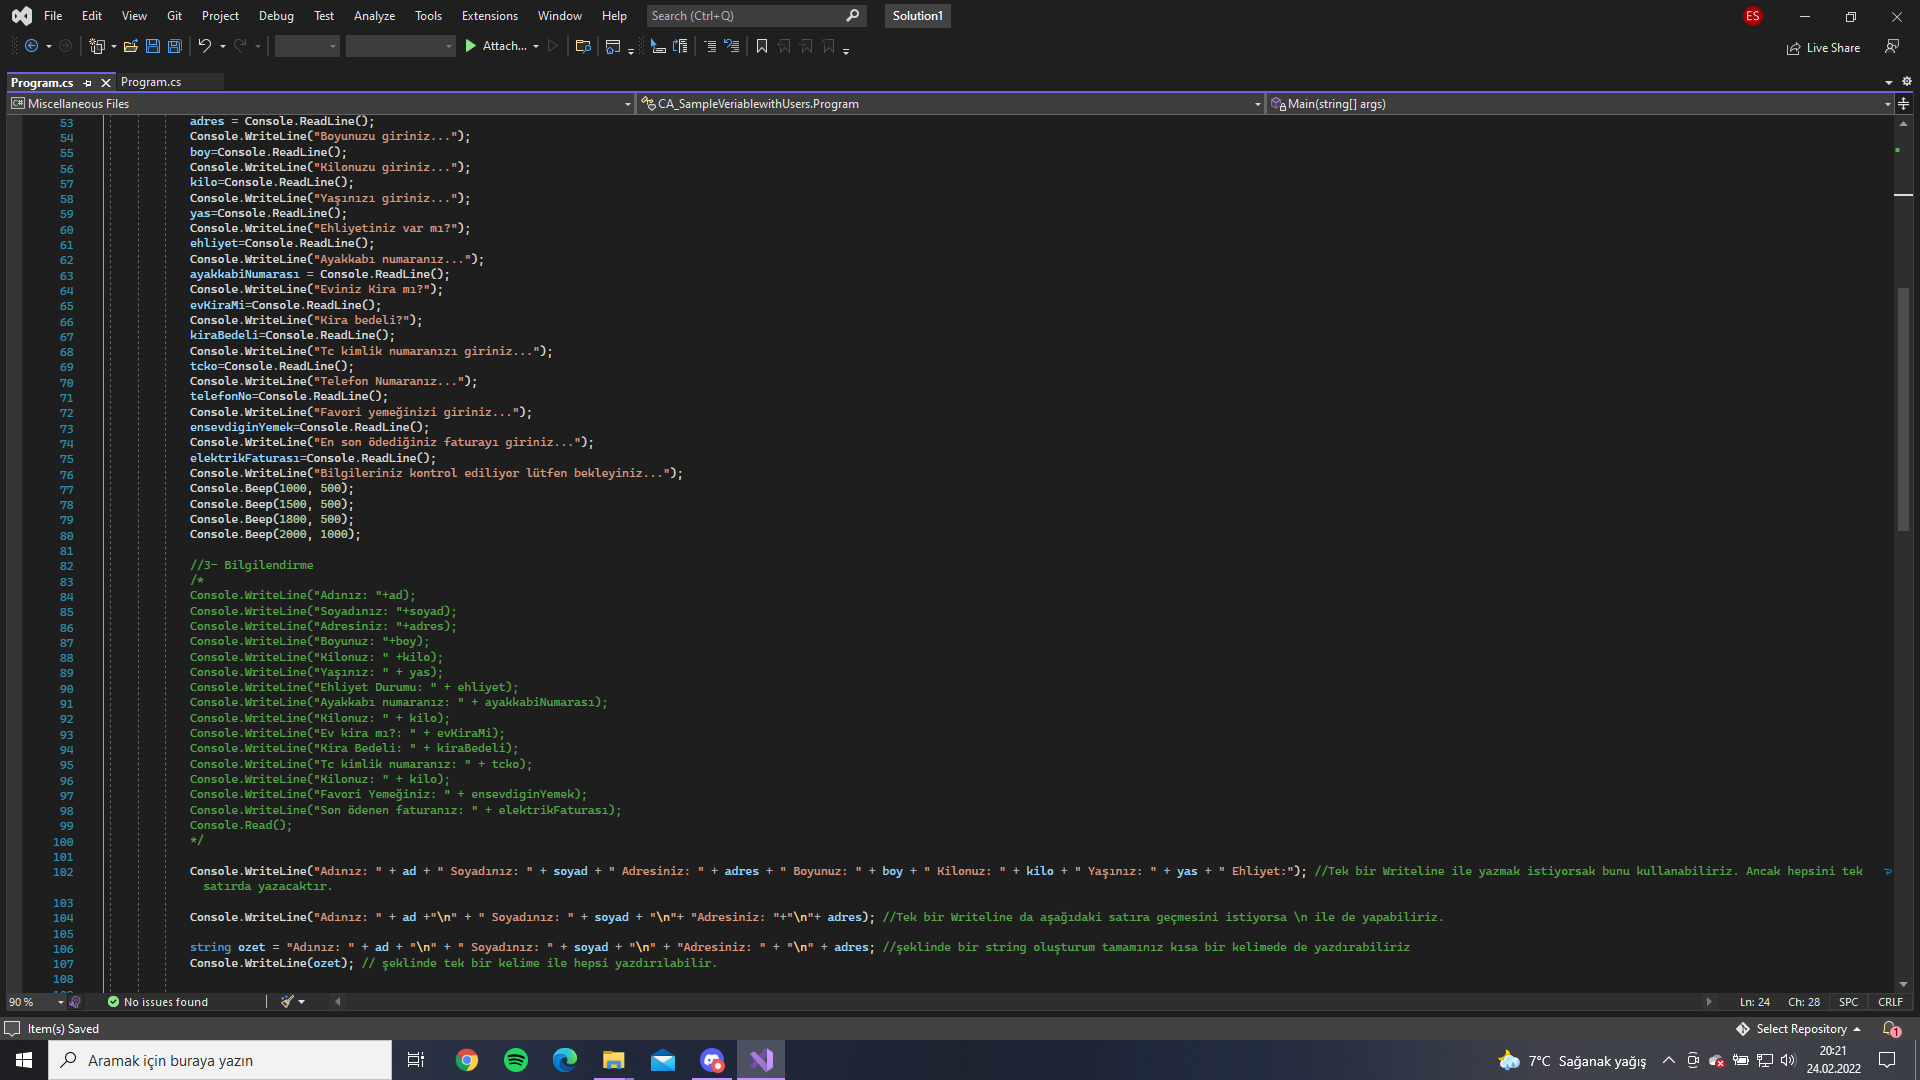 File Edit View Git Project Debug Test Analyze Tools Extensions Window Help Search (Ctrl+Q) Solution1 ES
Attach... Live Share
Program.cs Program.cs
C# Miscellaneous Files CA_SampleVeriablewithUsers.Program Main(string[] args)
53 adres = Console.ReadLine();
54 Console.WriteLine("Boyunuzu giriniz...");
55 boy=Console.ReadLine();
56 Console.WriteLine("Kilonuzu giriniz...");
57 kilo=Console.ReadLine();
58 Console.WriteLine("Yaşınızı giriniz...");
59 yas=Console.ReadLine();
60 Console.WriteLine("Ehliyetiniz var mı?");
61 ehliyet=Console.ReadLine();
62 Console.WriteLine("Ayakkabı numaranız...");
63 ayakkabiNumarası = Console.ReadLine();
64 Console.WriteLine("Eviniz Kira mı?");
65 evKiraMi=Console.ReadLine();
66 Console.WriteLine("Kira bedeli?");
67 kiraBedeli=Console.ReadLine();
68 Console.WriteLine("Tc kimlik numaranızı giriniz...");
69 tcko=Console.ReadLine();
70 Console.WriteLine("Telefon Numaranız...");
71 telefonNo=Console.ReadLine();
72 Console.WriteLine("Favori yemeğinizi giriniz...");
73 ensevdiginYemek=Console.ReadLine();
74 Console.WriteLine("En son ödediğiniz faturayı giriniz...");
75 elektrikFaturası=Console.ReadLine();
76 Console.WriteLine("Bilgileriniz kontrol ediliyor lütfen bekleyiniz...");
77 Console.Beep(1000, 500);
78 Console.Beep(1500, 500);
79 Console.Beep(1800, 500);
80 Console.Beep(2000, 1000);
81
82 //3- Bilgilendirme
83 /*
84 Console.WriteLine("Adınız: "+ad);
85 Console.WriteLine("Soyadınız: "+soyad);
86 Console.WriteLine("Adresiniz: "+adres);
87 Console.WriteLine("Boyunuz: "+boy);
88 Console.WriteLine("Kilonuz: " +kilo);
89 Console.WriteLine("Yaşınız: " + yas);
90 Console.WriteLine("Ehliyet Durumu: " + ehliyet);
91 Console.WriteLine("Ayakkabı numaranız: " + ayakkabiNumarası);
92 Console.WriteLine("Kilonuz: " + kilo);
93 Console.WriteLine("Ev kira mı?: " + evKiraMi);
94 Console.WriteLine("Kira Bedeli: " + kiraBedeli);
95 Console.WriteLine("Tc kimlik numaranız: " + tcko);
96 Console.WriteLine("Kilonuz: " + kilo);
97 Console.WriteLine("Favori Yemeğiniz: " + ensevdiginYemek);
98 Console.WriteLine("Son ödenen faturanız: " + elektrikFaturası);
99 Console.Read();
100 */
101
102 Console.WriteLine("Adınız: " + ad + " Soyadınız: " + soyad + " Adresiniz: " + adres + " Boyunuz: " + boy + " Kilonuz: " + kilo + " Yaşınız: " + yas + " Ehliyet:"); //Tek bir Writeline ile yazmak istiyorsak bunu kullanabiliriz. Ancak hepsini tek
satırda yazacaktır.
103
104 Console.WriteLine("Adınız: " + ad +"\n" + " Soyadınız: " + soyad + "\n"+ "Adresiniz: "+"\n"+ adres); //Tek bir Writeline da aşağıdaki satıra geçmesini istiyorsa \n ile de yapabiliriz.
105
106 string ozet = "Adınız: " + ad + "\n" + " Soyadınız: " + soyad + "\n" + "Adresiniz: " + "\n" + adres; //şeklinde bir string oluşturum tamamınız kısa bir kelimede de yazdırabiliriz
107 Console.WriteLine(ozet); // şeklinde tek bir kelime ile hepsi yazdırılabilir.
108
90 % No issues found Ln: 24 Ch: 28 SPC CRLF
Item(s) Saved Select Repository 1
Aramak için buraya yazın 7°C Sağanak yağış 20:21
24.02.2022